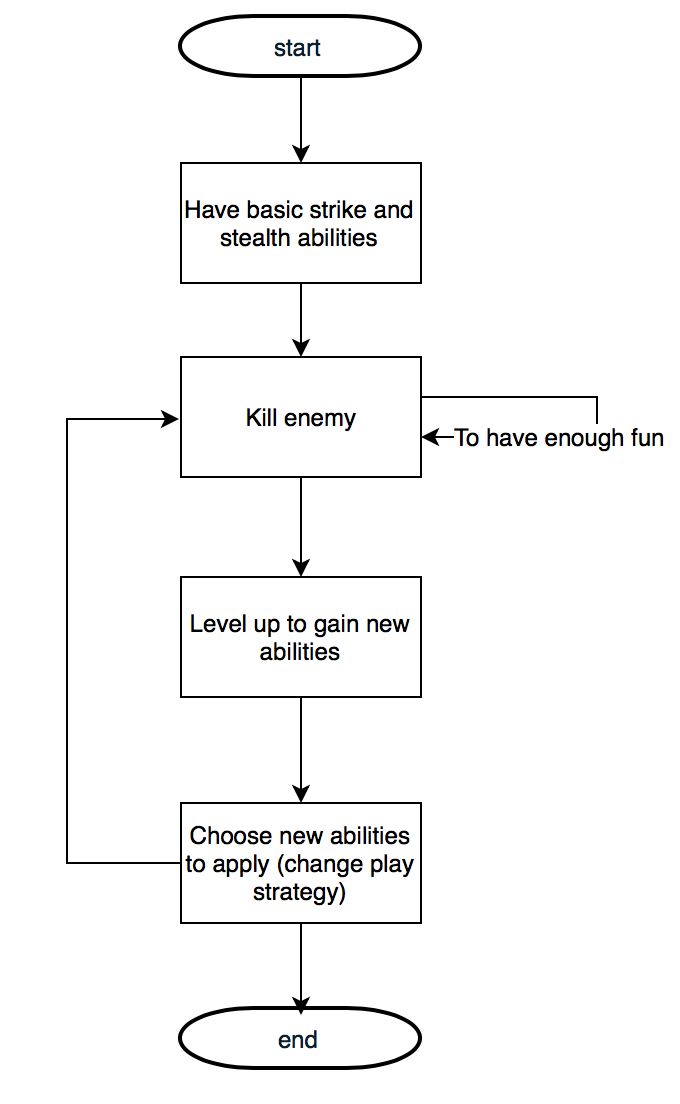 start
Have basic strike and
stealth abilities
Kill enemy
To have enough fun
Level up to gain new
abilities
Choose new abilities
to apply (change play
strategy)
end